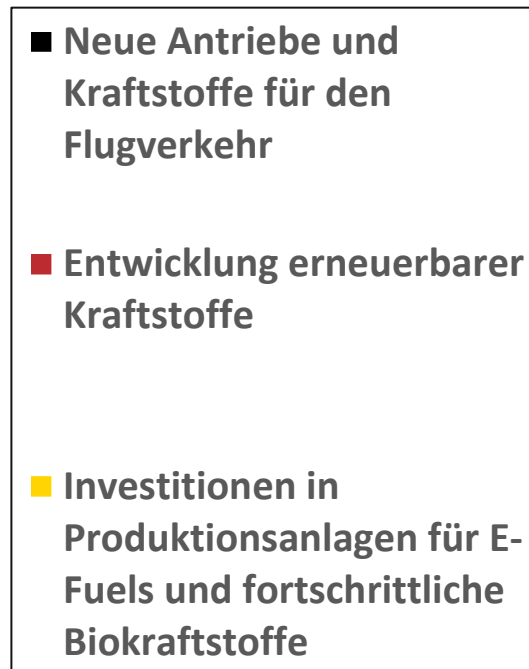 Neue Antriebe und
Kraftstoffe für den
Flugverkehr
Entwicklung erneuerbarer
Kraftstoffe
Investitionen in
Produktionsanlagen für E-
Fuels und fortschrittliche
Biokraftstoffe